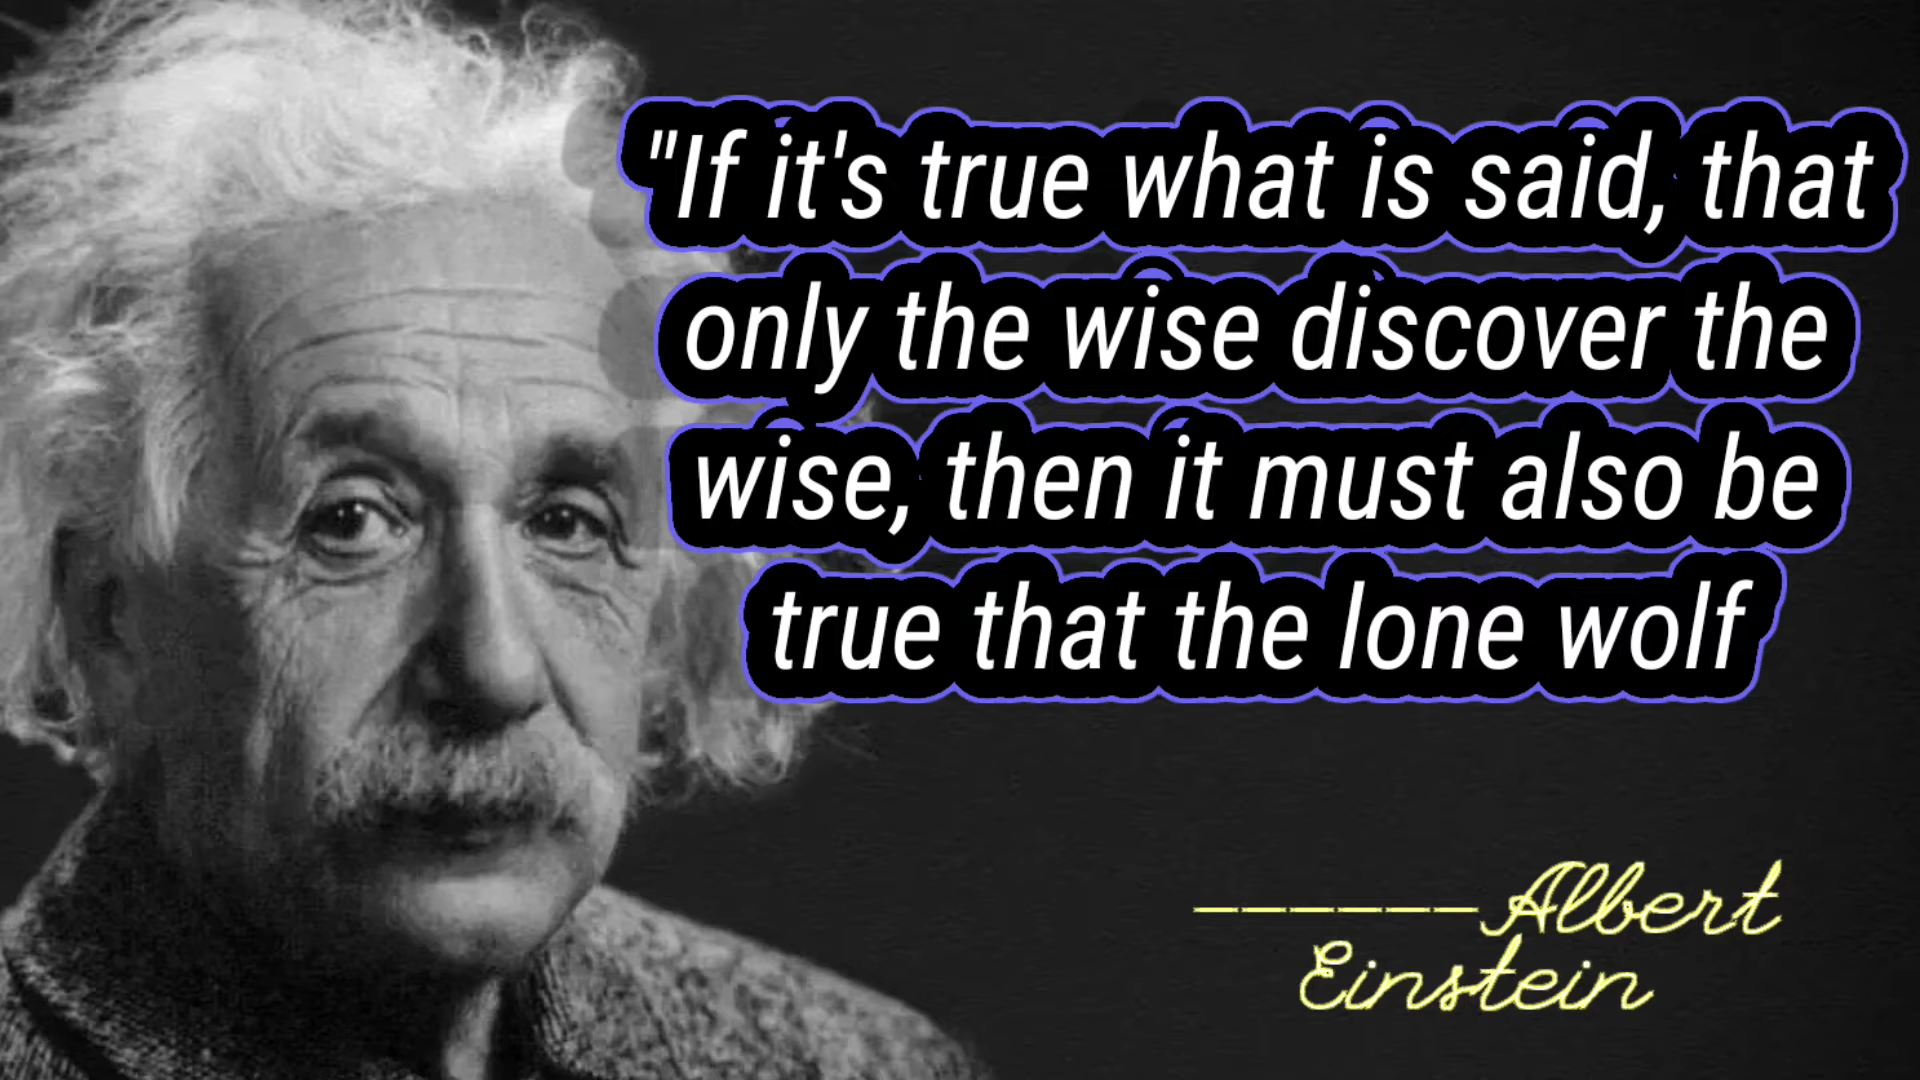 "If it's true what is said, that
only the wise discover the
wise, then it must also be
true that the lone wolf
______Albert
Einstein